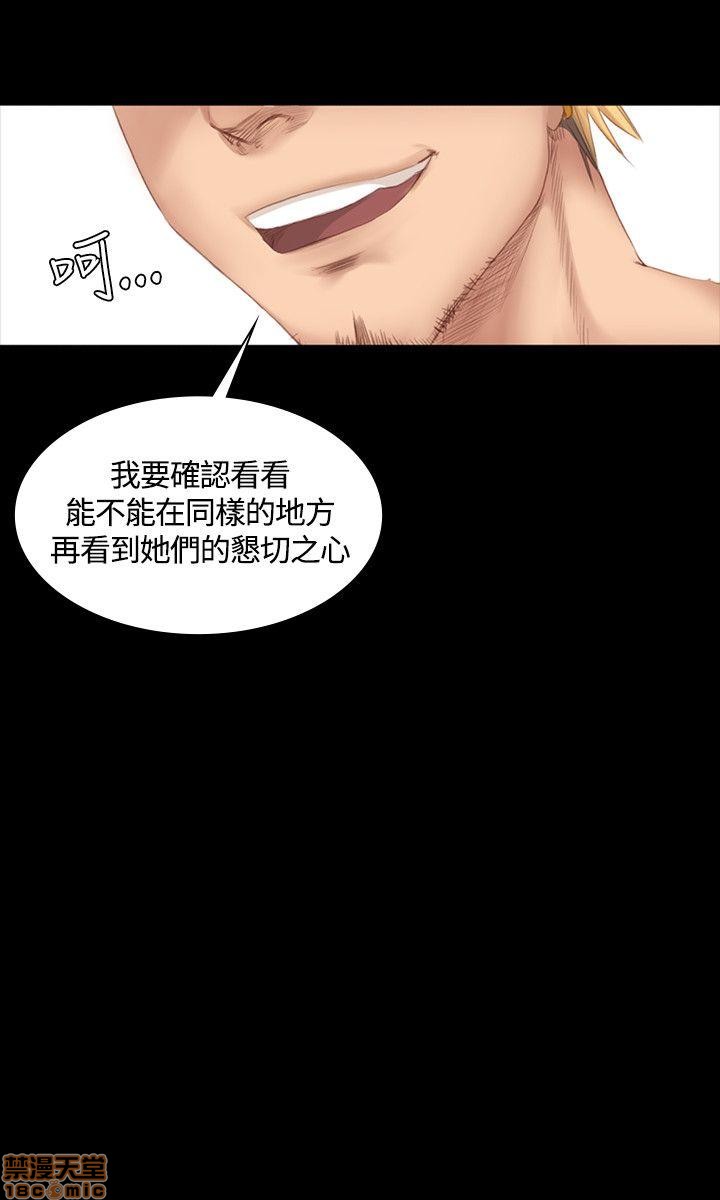 呵...
我要確認看看
能不能在同樣的地方
再看到她們的懇切之心
禁漫天堂
18comic